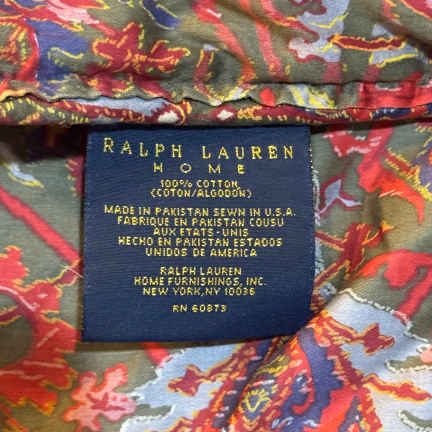 RALPH LAUREN
HOME
100% COTTON
(COTON/ALGODON)
MADE IN PAKISTAN SEWN IN U.S.A.
FABRIQUE EN PAKISTAN COUSU
AUX ETATS-UNIS
HECHO EN PAKISTAN ESTADOS
UNIDOS DE AMERICA
RALPH LAUREN
HOME FURNISHINGS, INC.
NEW YORK,NY 10036
RN 60873